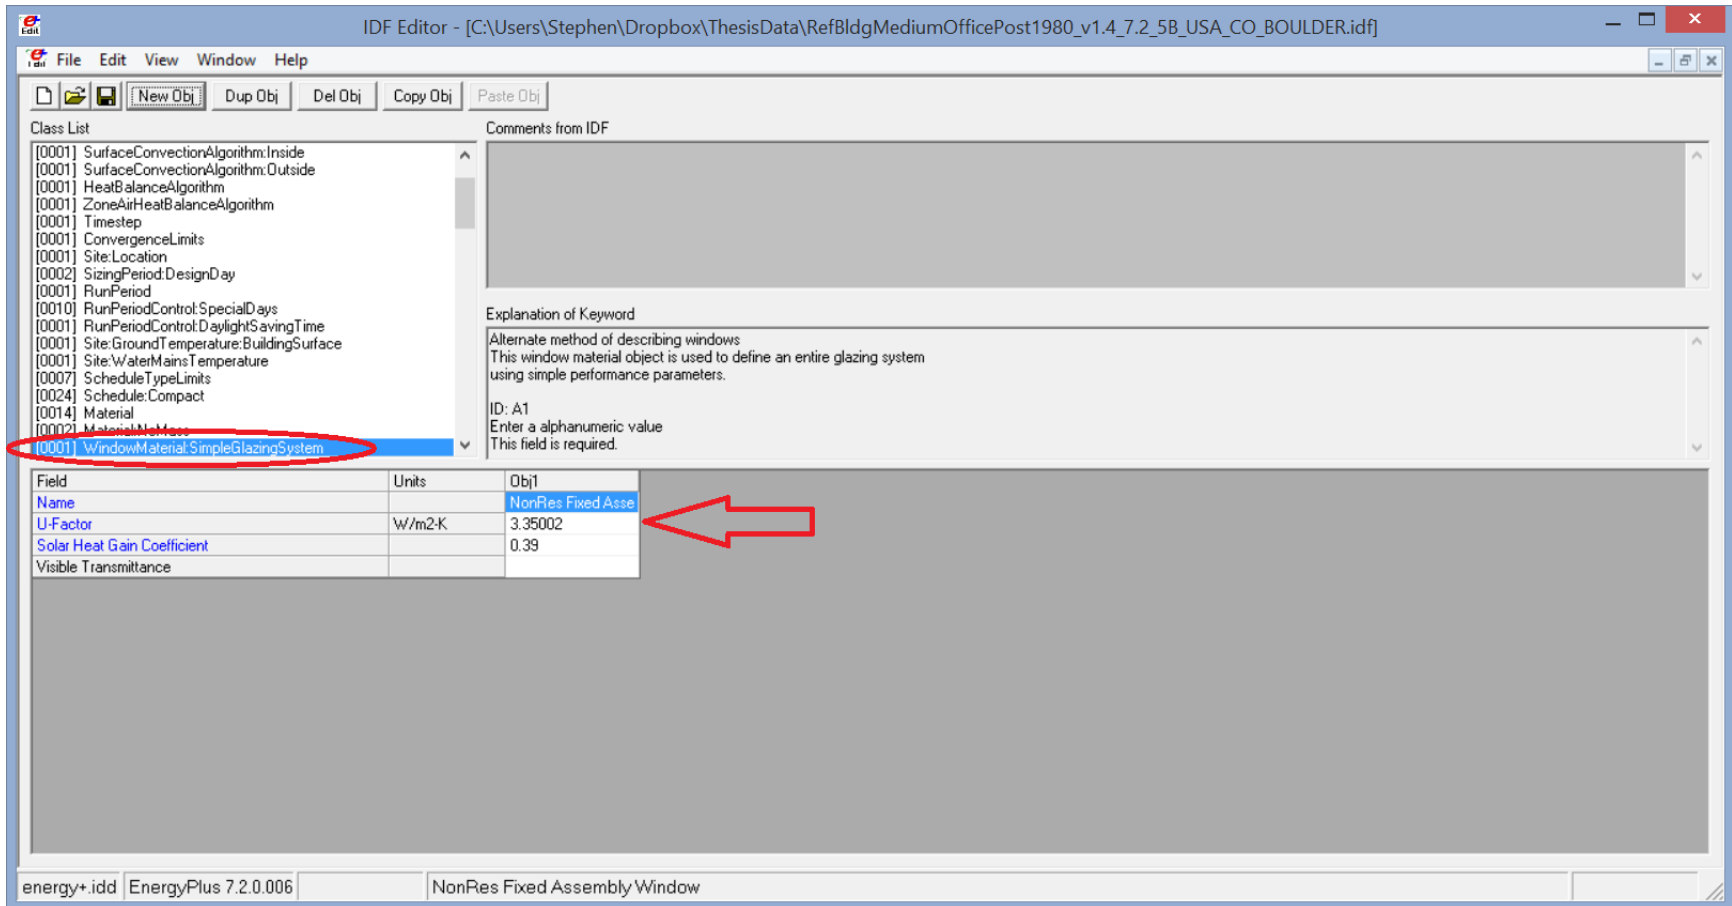 IDF Editor - [C:\Users\Stephen\Dropbox\ThesisData\RefBldgMediumOfficePost1980_v1.4_7.2_5B_USA_CO_BOULDER.idf]
File Edit View Window Help
New Obj Dup Obj Del Obj Copy Obj Paste Obj
Class List
[0001] SurfaceConvectionAlgorithm:Inside
[0001] SurfaceConvectionAlgorithm:Outside
[0001] HeatBalanceAlgorithm
[0001] ZoneAirHeatBalanceAlgorithm
[0001] Timestep
[0001] ConvergenceLimits
[0001] Site:Location
[0002] SizingPeriod:DesignDay
[0001] RunPeriod
[0010] RunPeriodControl:SpecialDays
[0001] RunPeriodControl:DaylightSavingTime
[0001] Site:GroundTemperature:BuildingSurface
[0001] Site:WaterMainsTemperature
[0007] ScheduleTypeLimits
[0024] Schedule:Compact
[0014] Material
[0002] Material:NoMass
[0001] WindowMaterial:SimpleGlazingSystem
Comments from IDF
Explanation of Keyword
Alternate method of describing windows
This window material object is used to define an entire glazing system
using simple performance parameters.
ID: A1
Enter a alphanumeric value
This field is required.
Field Units Obj1
Name NonRes Fixed Asse
U-Factor W/m2-K 3.35002
Solar Heat Gain Coefficient 0.39
Visible Transmittance
energy+.idd EnergyPlus 7.2.0.006 NonRes Fixed Assembly Window